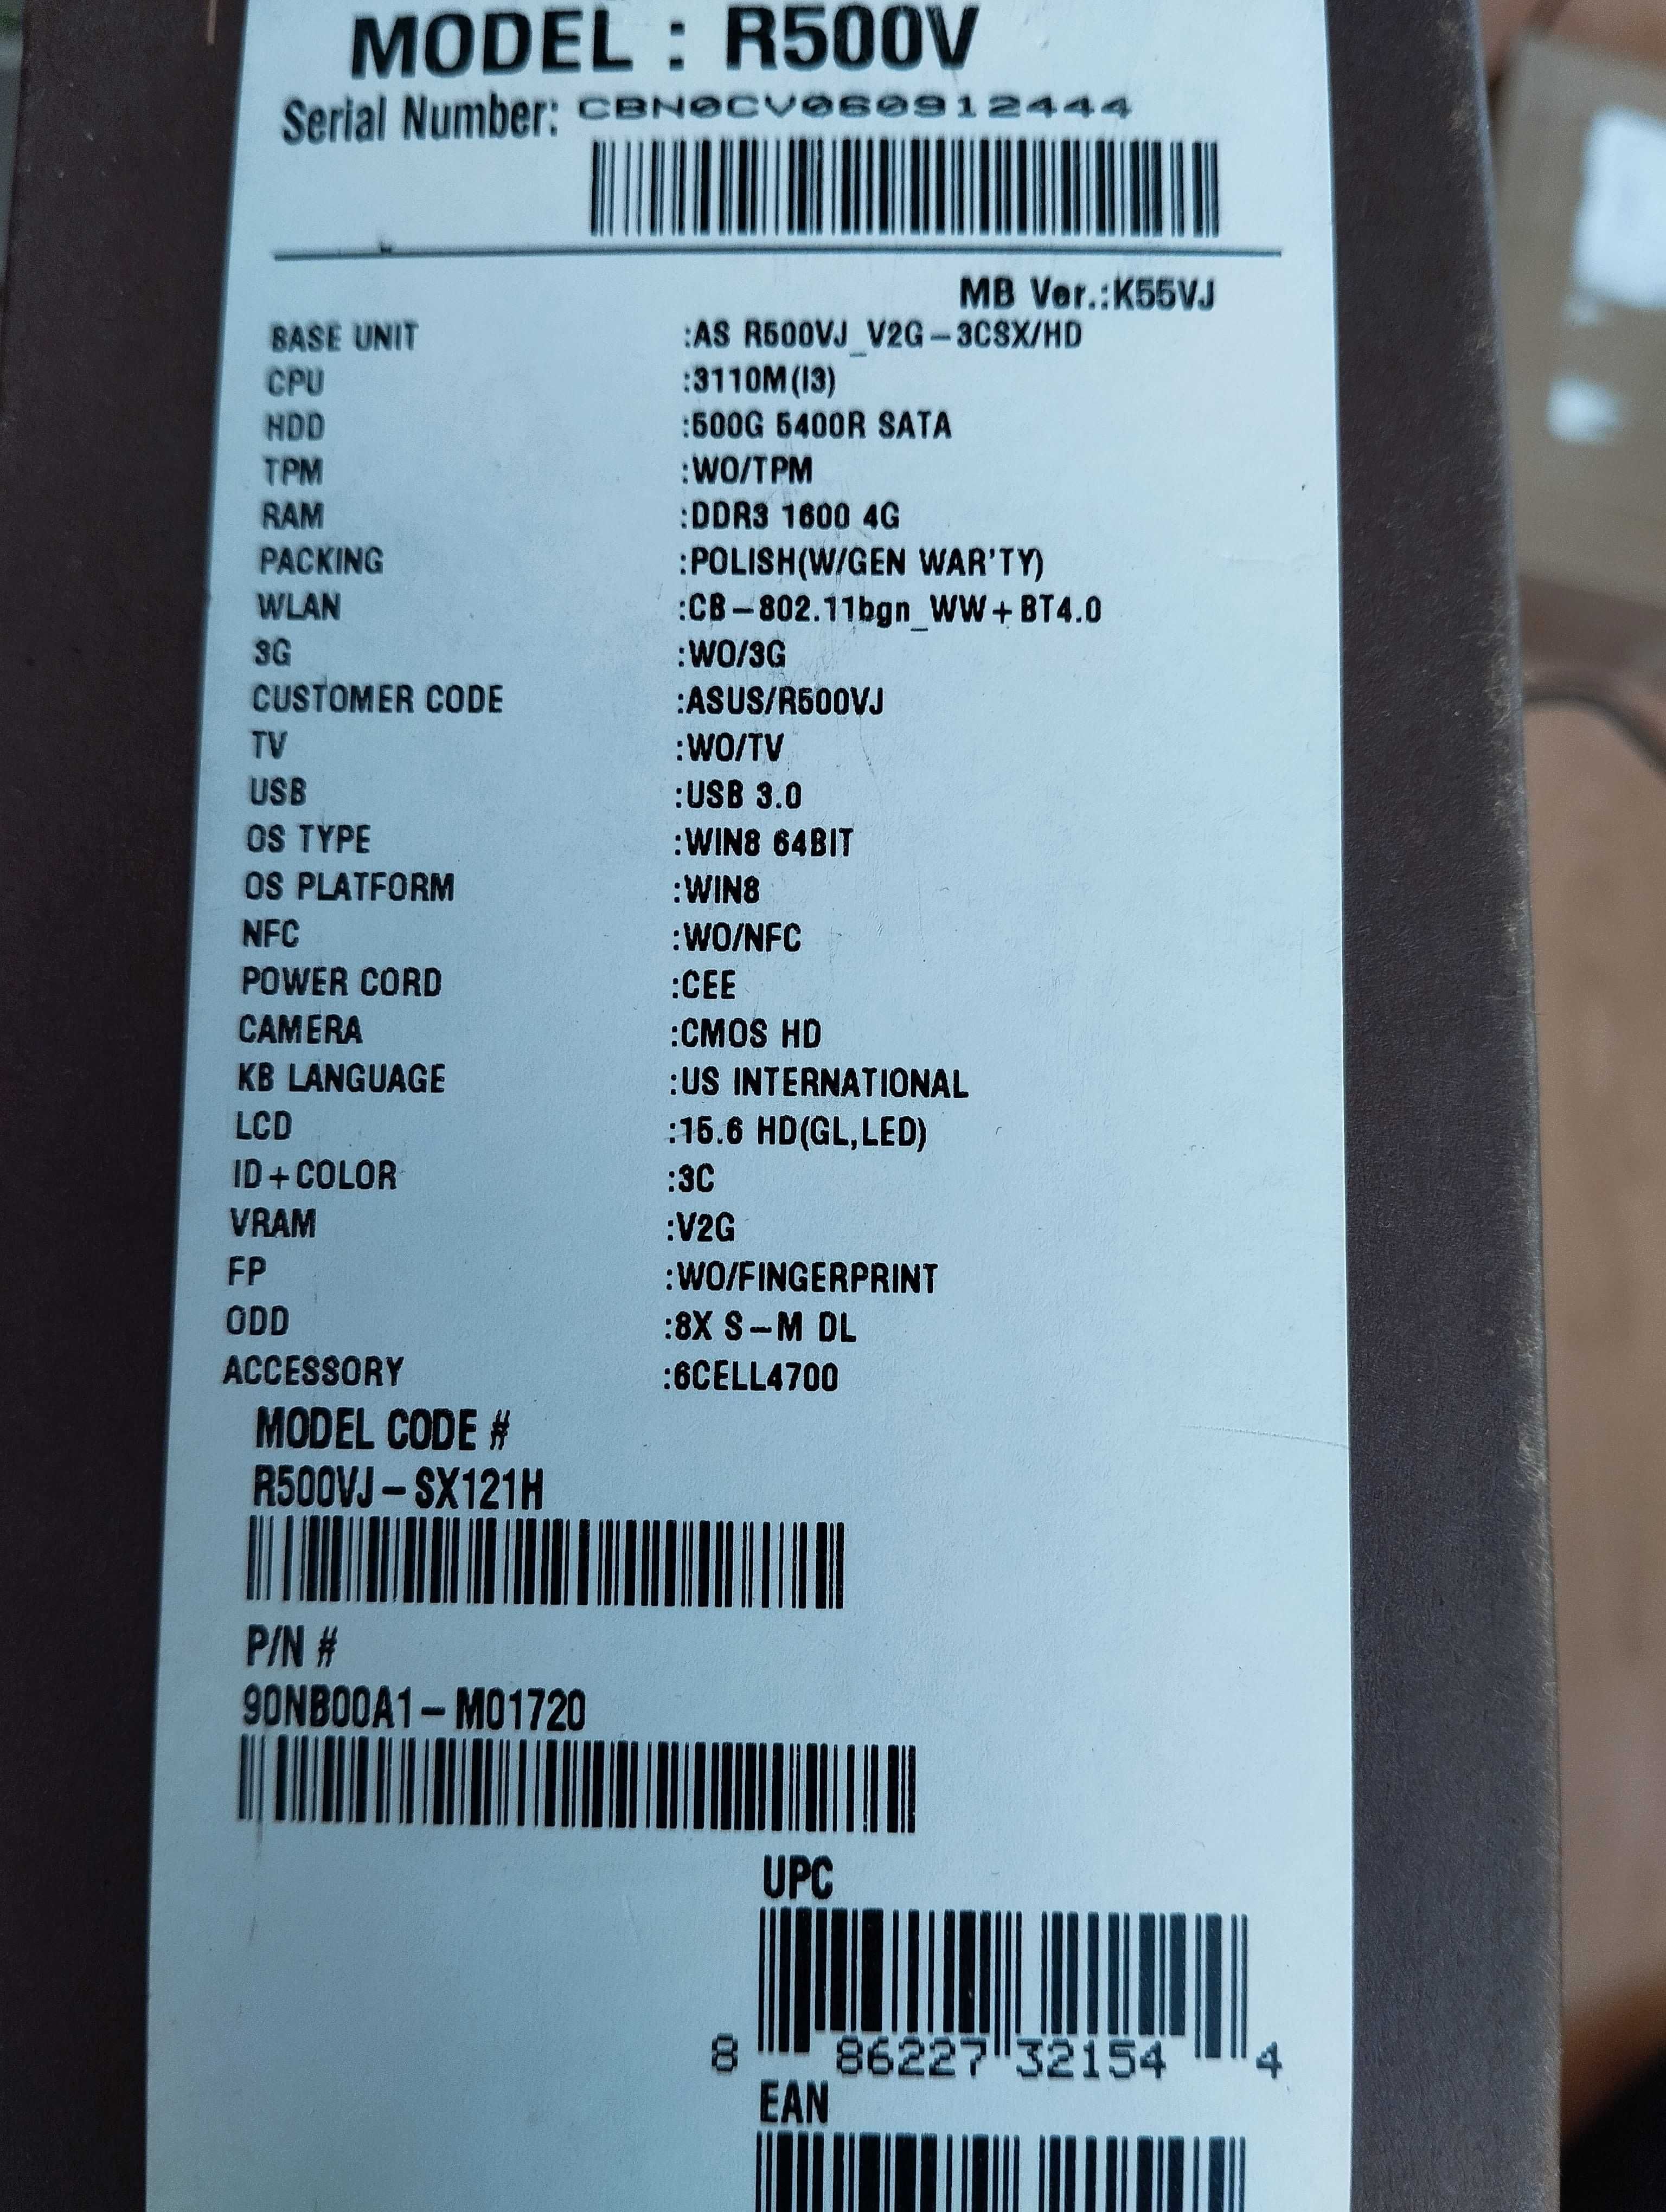 MODEL : R500V
Serial Number: CBN0CV060912444
MB Ver.:K55VJ
BASE UNIT :AS R500VJ_V2G-3CSX/HD
CPU :3110M(I3)
HDD :500G 5400R SATA
TPM :WO/TPM
RAM :DDR3 1600 4G
PACKING :POLISH(W/GEN WAR'TY)
WLAN :CB-802.11bgn_WW+BT4.0
3G :WO/3G
CUSTOMER CODE :ASUS/R500VJ
TV :WO/TV
USB :USB 3.0
OS TYPE :WIN8 64BIT
OS PLATFORM :WIN8
NFC :WO/NFC
POWER CORD :CEE
CAMERA :CMOS HD
KB LANGUAGE :US INTERNATIONAL
LCD :15.6 HD(GL,LED)
ID+COLOR :3C
VRAM :V2G
FP :WO/FINGERPRINT
ODD :8X S-M DL
ACCESSORY :6CELL4700
MODEL CODE #
R500VJ-SX121H
P/N #
90NB00A1-M01720
UPC
8 86227 32154 4
EAN